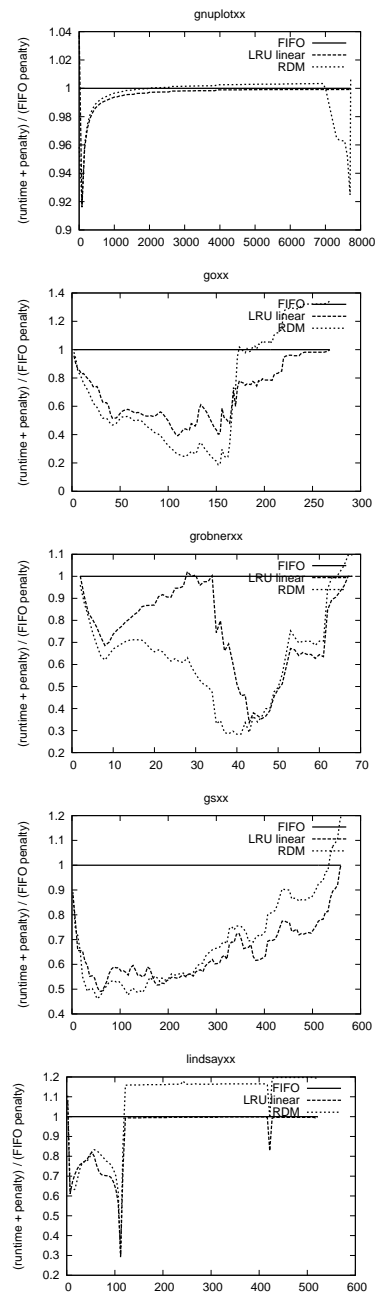 gnuplotxx
(runtime + penalty) / (FIFO penalty)
1.04
1.02
1
0.98
0.96
0.94
0.92
0.9
FIFO
LRU linear
RDM
0 1000 2000 3000 4000 5000 6000 7000 8000
goxx
(runtime + penalty) / (FIFO penalty)
1.4
1.2
1
0.8
0.6
0.4
0.2
0
FIFO
LRU linear
RDM
0 50 100 150 200 250 300
grobnerxx
(runtime + penalty) / (FIFO penalty)
1.1
1
0.9
0.8
0.7
0.6
0.5
0.4
0.3
0.2
FIFO
LRU linear
RDM
0 10 20 30 40 50 60 70
gsxx
(runtime + penalty) / (FIFO penalty)
1.2
1.1
1
0.9
0.8
0.7
0.6
0.5
0.4
FIFO
LRU linear
RDM
0 100 200 300 400 500 600
lindsayxx
(runtime + penalty) / (FIFO penalty)
1.2
1.1
1
0.9
0.8
0.7
0.6
0.5
0.4
0.3
0.2
FIFO
LRU linear
RDM
0 100 200 300 400 500 600